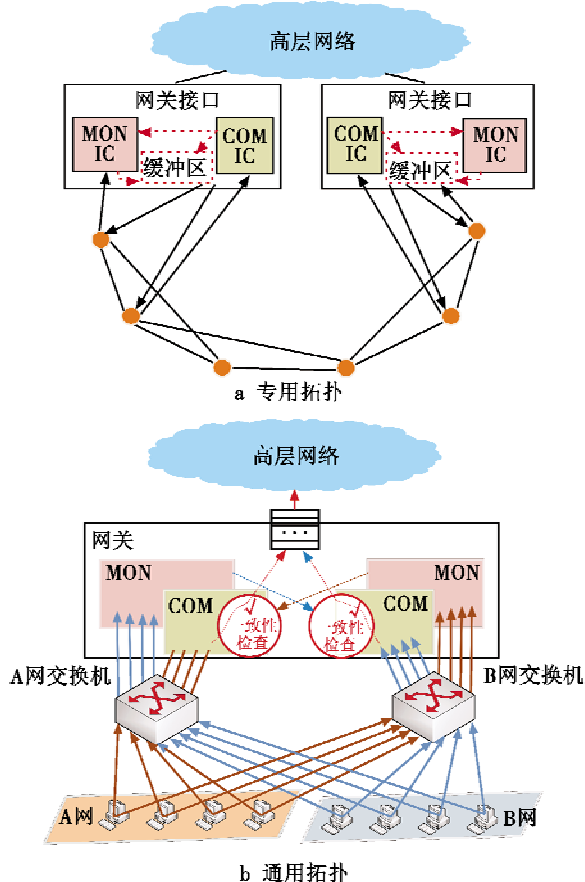 高层网络
网关接口
网关接口
MON
IC
COM
IC
缓冲区
COM
IC
MON
IC
缓冲区
a 专用拓扑
高层网络
网关
...
MON
MON
COM
COM
一致性
检查
一致性
检查
A网交换机
B网交换机
A网
B网
b 通用拓扑